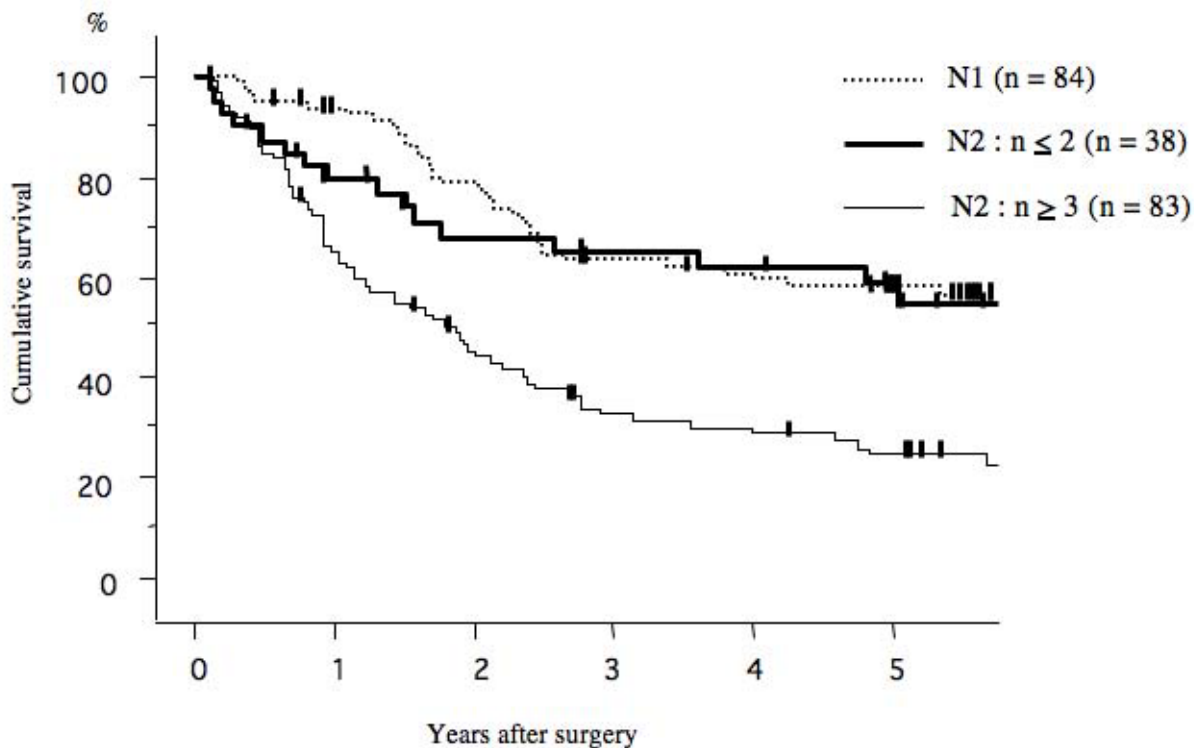 %
100
80
60
40
20
0
Cumulative survival
N1 (n = 84)
N2 : n ≤ 2 (n = 38)
N2 : n ≥ 3 (n = 83)
0 1 2 3 4 5
Years after surgery